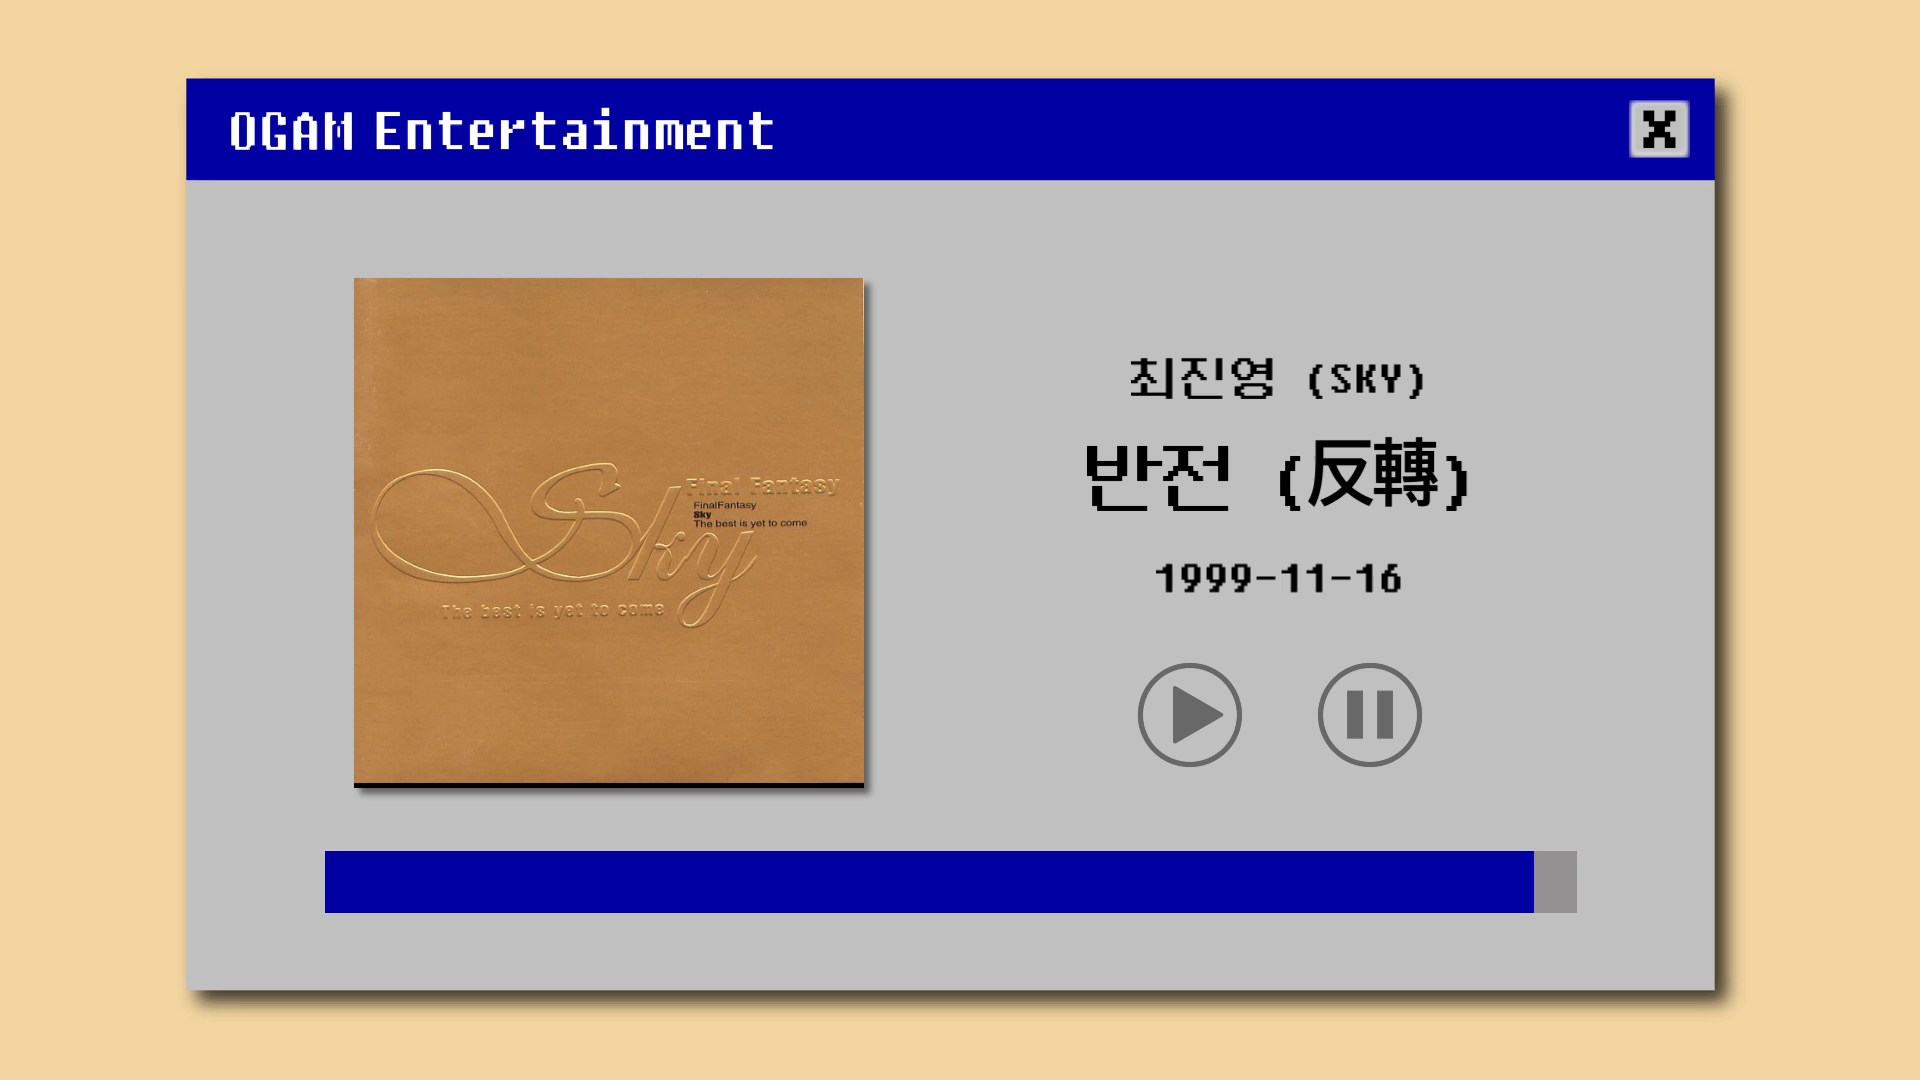 OGAM Entertainment
X
최진영 (SKY)
반전 (反轉)
1999-11-16
Sky
Final Fantasy
FinalFantasy
Sky
The best is yet to come
The best is yet to come